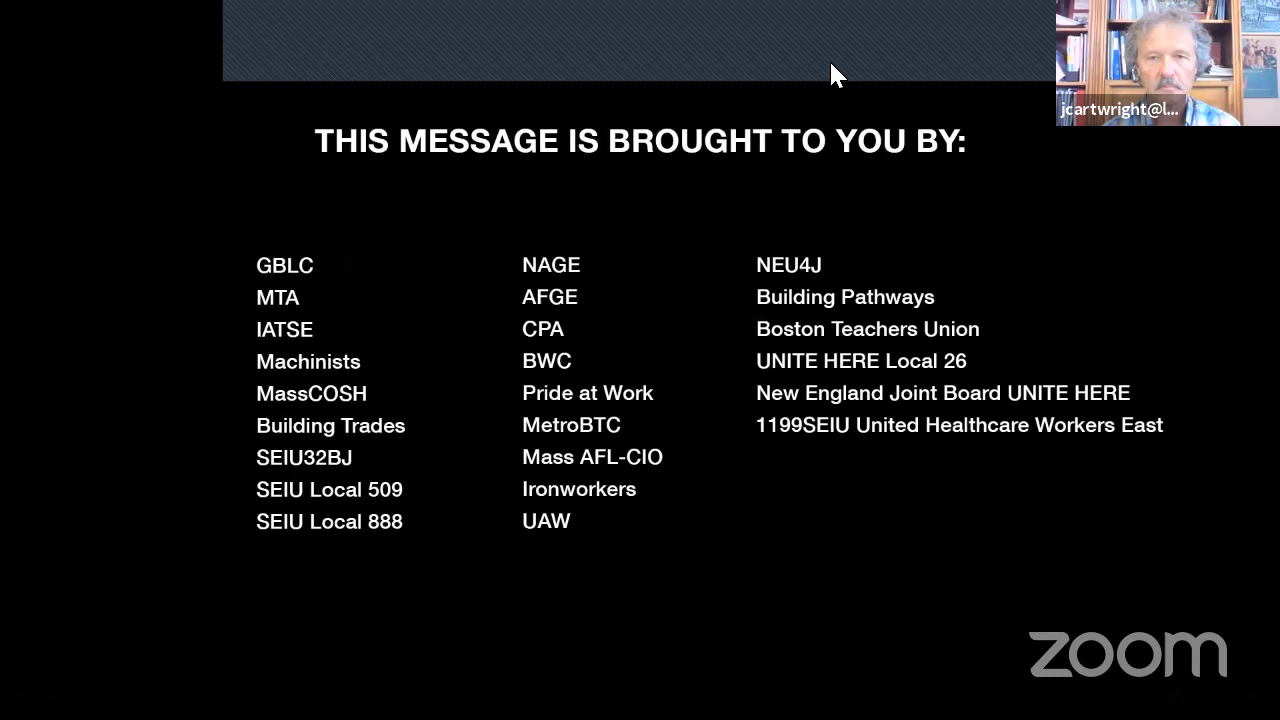 jcartwright@l...
THIS MESSAGE IS BROUGHT TO YOU BY:
GBLC
MTA
IATSE
Machinists
MassCOSH
Building Trades
SEIU32BJ
SEIU Local 509
SEIU Local 888
NAGE
AFGE
CPA
BWC
Pride at Work
MetroBTC
Mass AFL-CIO
Ironworkers
UAW
NEU4J
Building Pathways
Boston Teachers Union
UNITE HERE Local 26
New England Joint Board UNITE HERE
1199SEIU United Healthcare Workers East
zoom